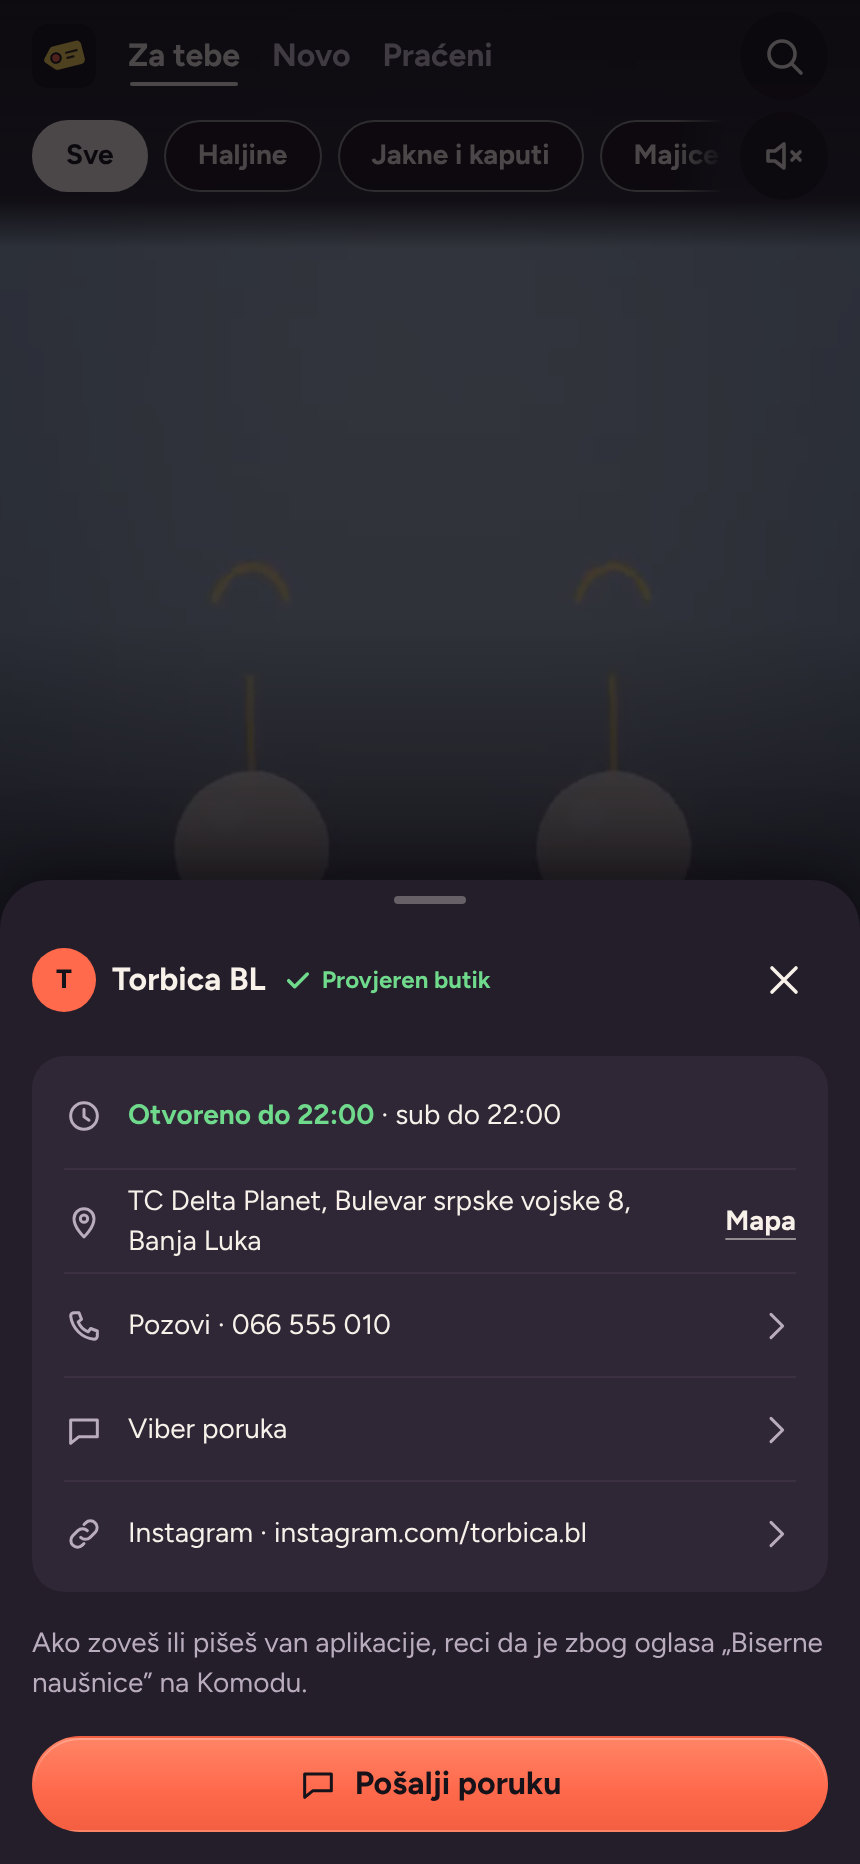 Za tebe Novo Praćeni
Sve Haljine Jakne i kaputi Majice
T Torbica BL Provjeren butik
Otvoreno do 22:00 · sub do 22:00
TC Delta Planet, Bulevar srpske vojske 8,
Banja Luka
Mapa
Pozovi · 066 555 010
Viber poruka
Instagram · instagram.com/torbica.bl
Ako zoveš ili pišeš van aplikacije, reci da je zbog oglasa „Biserne
naušnice” na Komodu.
Pošalji poruku